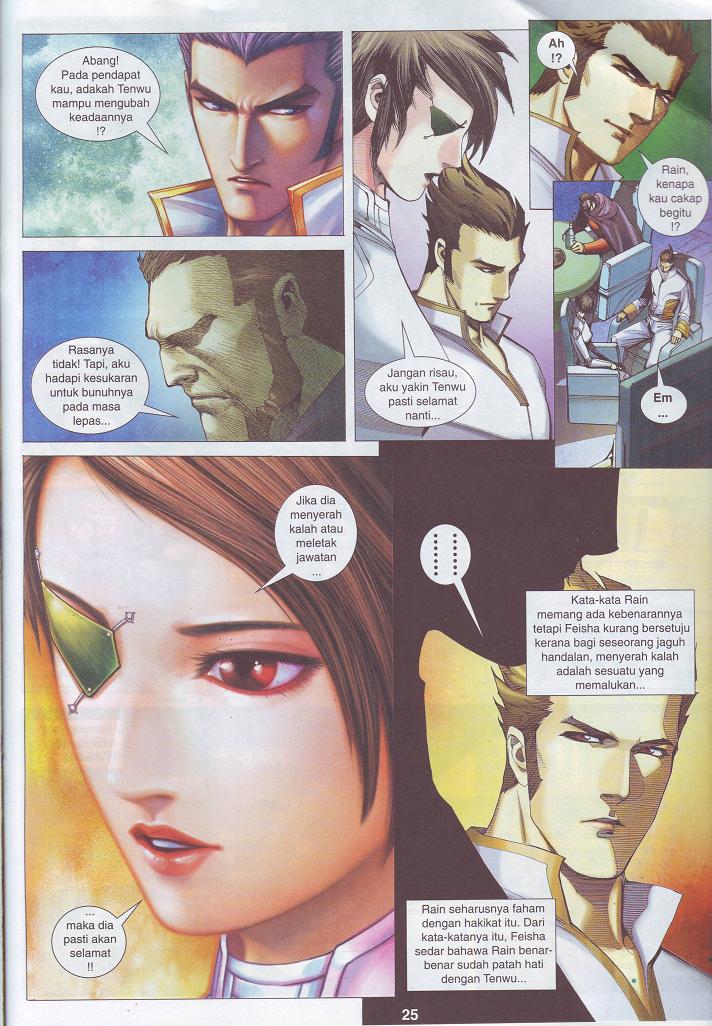 Abang!
Pada pendapat
kau, adakah Tenwu
mampu mengubah
keadaannya
!?
Rasanya
tidak! Tapi, aku
hadapi kesukaran
untuk bunuhnya
pada masa
lepas...
Jangan risau,
aku yakin Tenwu
pasti selamat
nanti...
Ah
!?
Rain,
kenapa
kau cakap
begitu
!?
Em
...
Jika dia
menyerah
kalah atau
meletak
jawatan
...
...
maka dia
pasti akan
selamat
!!
Kata-kata Rain
memang ada kebenarannya
tetapi Feisha kurang bersetuju
kerana bagi seseorang jaguh
handalan, menyerah kalah
adalah sesuatu yang
memalukan...
Rain seharusnya faham
dengan hakikat itu. Dari
kata-katanya itu, Feisha
sedar bahawa Rain benar-
benar sudah patah hati
dengan Tenwu...
25